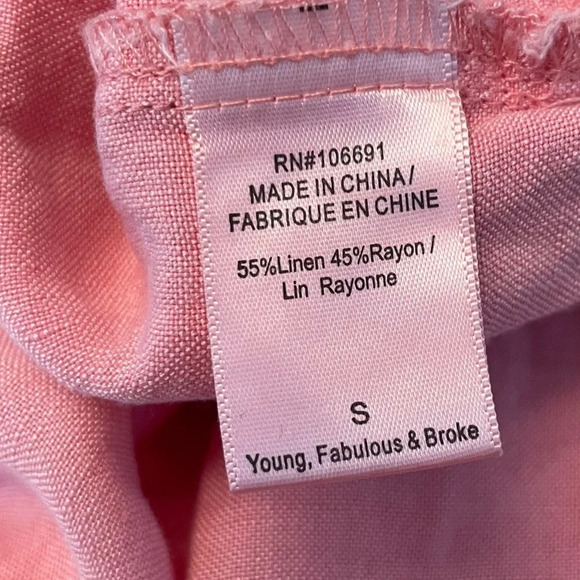 RN#106691
MADE IN CHINA/
FABRIQUE EN CHINE
55%Linen 45%Rayon /
Lin Rayonne
S
Young, Fabulous & Broke